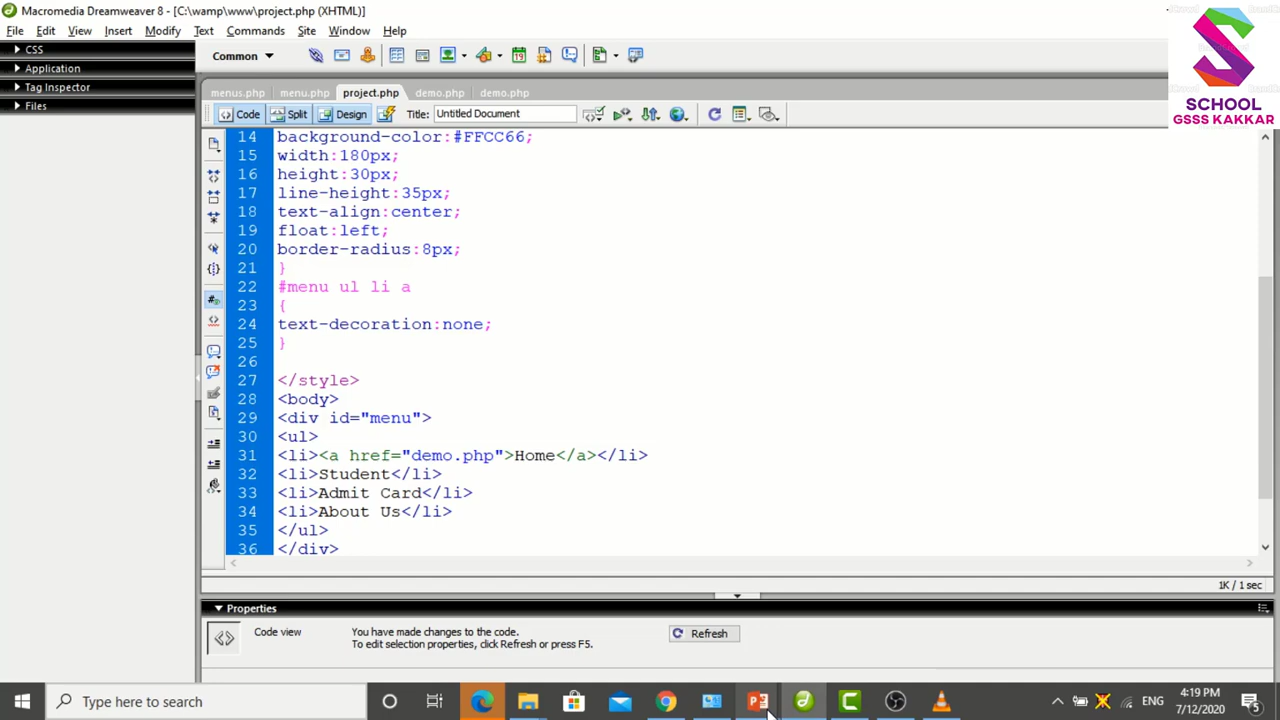 Macromedia Dreamweaver 8 - [C:\wamp\www\project.php (XHTML)]
File Edit View Insert Modify Text Commands Site Window Help
CSS
Application
Tag Inspector
Files
Common
menus.php menu.php project.php demo.php demo.php
Code Split Design Title: Untitled Document
SCHOOL
GSSS KAKKAR
14 background-color:#FFCC66;
15 width:180px;
16 height:30px;
17 line-height:35px;
18 text-align:center;
19 float:left;
20 border-radius:8px;
21 }
22 #menu ul li a
23 {
24 text-decoration:none;
25 }
26
27 </style>
28 <body>
29 <div id="menu">
30 <ul>
31 <li><a href="demo.php">Home</a></li>
32 <li>Student</li>
33 <li>Admit Card</li>
34 <li>About Us</li>
35 </ul>
36 </div>
1K / 1 sec
Properties
Code view
You have made changes to the code.
To edit selection properties, click Refresh or press F5.
Refresh
Type here to search
ENG
4:19 PM
7/12/2020
5